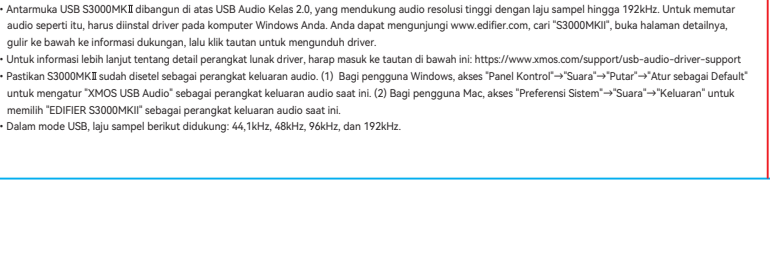 • Antarmuka USB S3000MKⅡ dibangun di atas USB Audio Kelas 2.0, yang mendukung audio resolusi tinggi dengan laju sampel hingga 192kHz. Untuk memutar
audio seperti itu, harus diinstal driver pada komputer Windows Anda. Anda dapat mengunjungi www.edifier.com, cari "S3000MKII", buka halaman detailnya,
gulir ke bawah ke informasi dukungan, lalu klik tautan untuk mengunduh driver.
• Untuk informasi lebih lanjut tentang detail perangkat lunak driver, harap masuk ke tautan di bawah ini: https://www.xmos.com/support/usb-audio-driver-support
• Pastikan S3000MKⅡ sudah disetel sebagai perangkat keluaran audio. (1) Bagi pengguna Windows, akses "Panel Kontrol"→"Suara"→"Putar"→"Atur sebagai Default"
untuk mengatur "XMOS USB Audio" sebagai perangkat keluaran audio saat ini. (2) Bagi pengguna Mac, akses "Preferensi Sistem"→"Suara"→"Keluaran" untuk
memilih "EDIFIER S3000MKII" sebagai perangkat keluaran audio saat ini.
• Dalam mode USB, laju sampel berikut didukung: 44,1kHz, 48kHz, 96kHz, dan 192kHz.